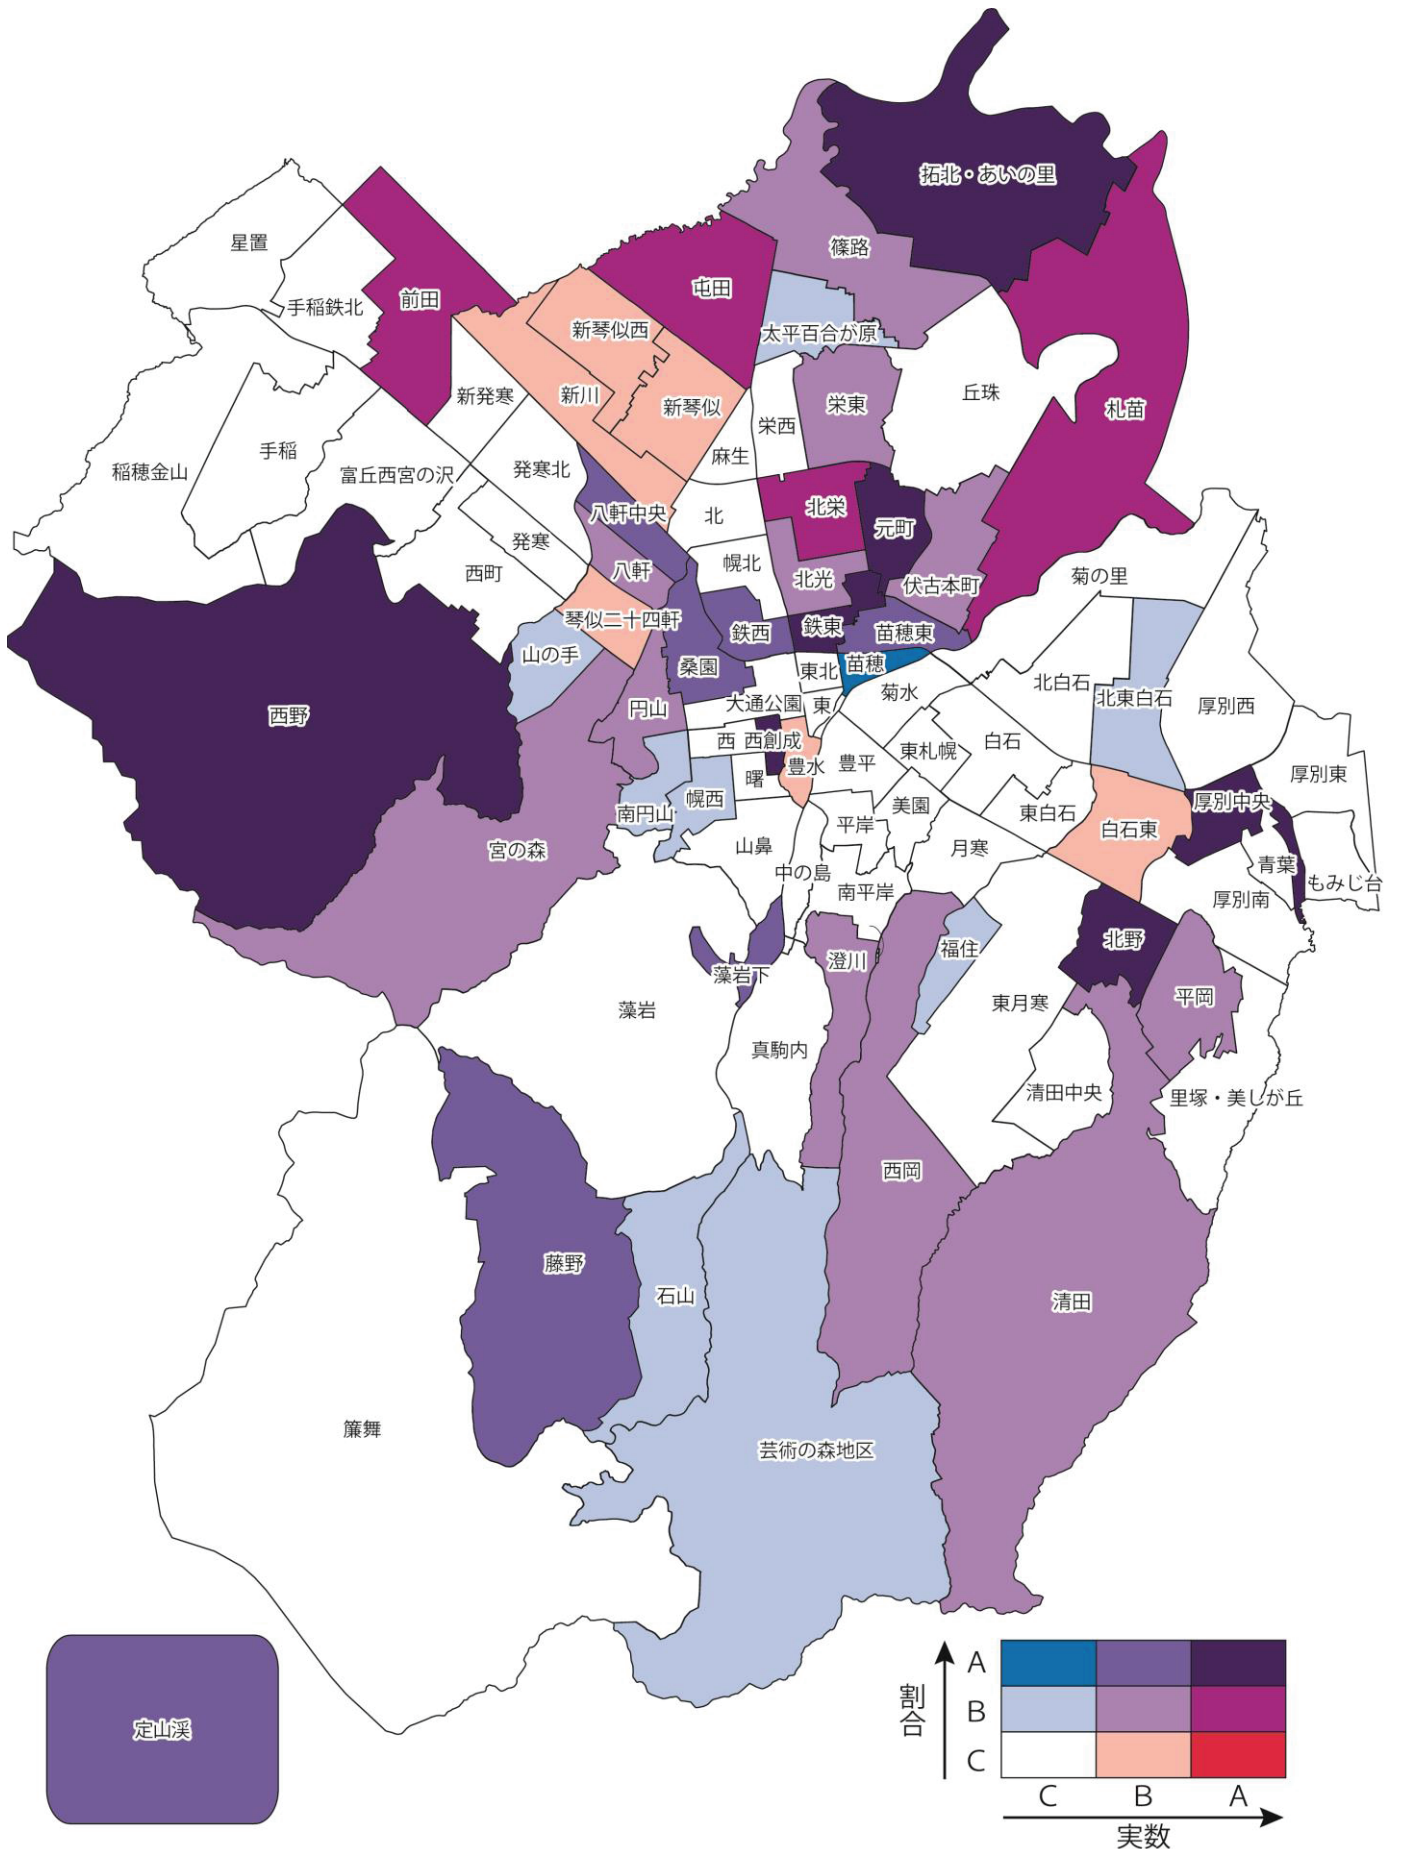 拓北・あいの里
星置
篠路
手稲鉄北
前田
屯田
新琴似西
太平百合が原
新発寒
新川
新琴似
栄東
丘珠
札苗
栄西
麻生
手稲
稲穂金山
富丘西宮の沢
発寒北
八軒中央
北
北栄
元町
発寒
西町
八軒
幌北
北光
伏古本町
菊の里
琴似二十四軒
鉄西
鉄東
苗穂東
山の手
桑園
東北
苗穂
菊水
北白石
北東白石
厚別西
西野
円山
大通公園
東
西
西創成
豊水
豊平
東札幌
白石
厚別東
曙
南円山
幌西
美園
東白石
厚別中央
平岸
白石東
宮の森
山鼻
月寒
中の島
南平岸
青葉
もみじ台
厚別南
北野
藻岩下
澄川
福住
平岡
藻岩
東月寒
真駒内
清田中央
里塚・美しが丘
西岡
藤野
石山
清田
簾舞
芸術の森地区
定山渓
割合
A
B
C
C B A
実数